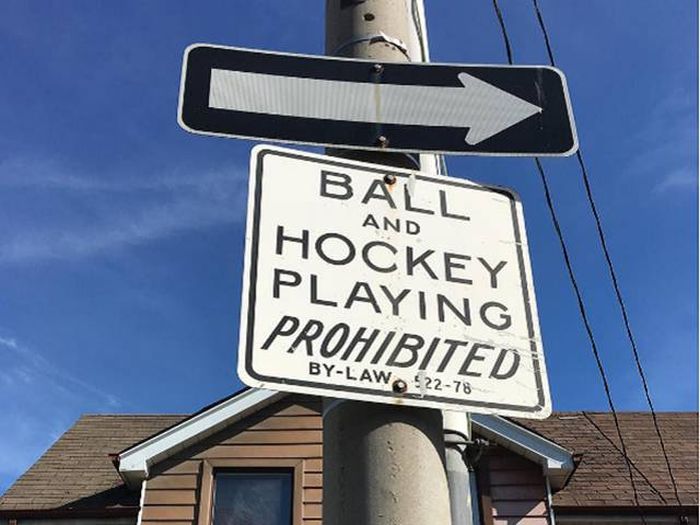 BALL
AND
HOCKEY
PLAYING
PROHIBITED
BY-LAW 522-78